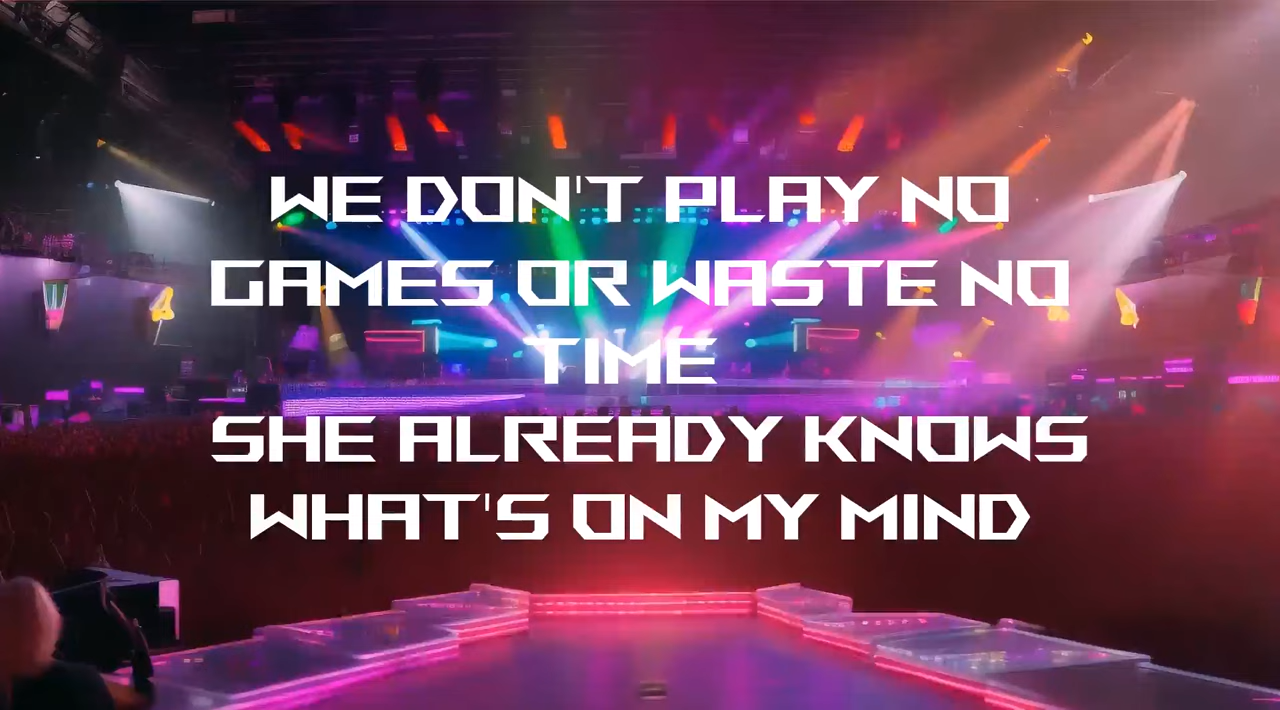 WE DON'T PLAY NO
GAMES OR WASTE NO
TIME
SHE ALREADY KNOWS
WHAT'S ON MY MIND